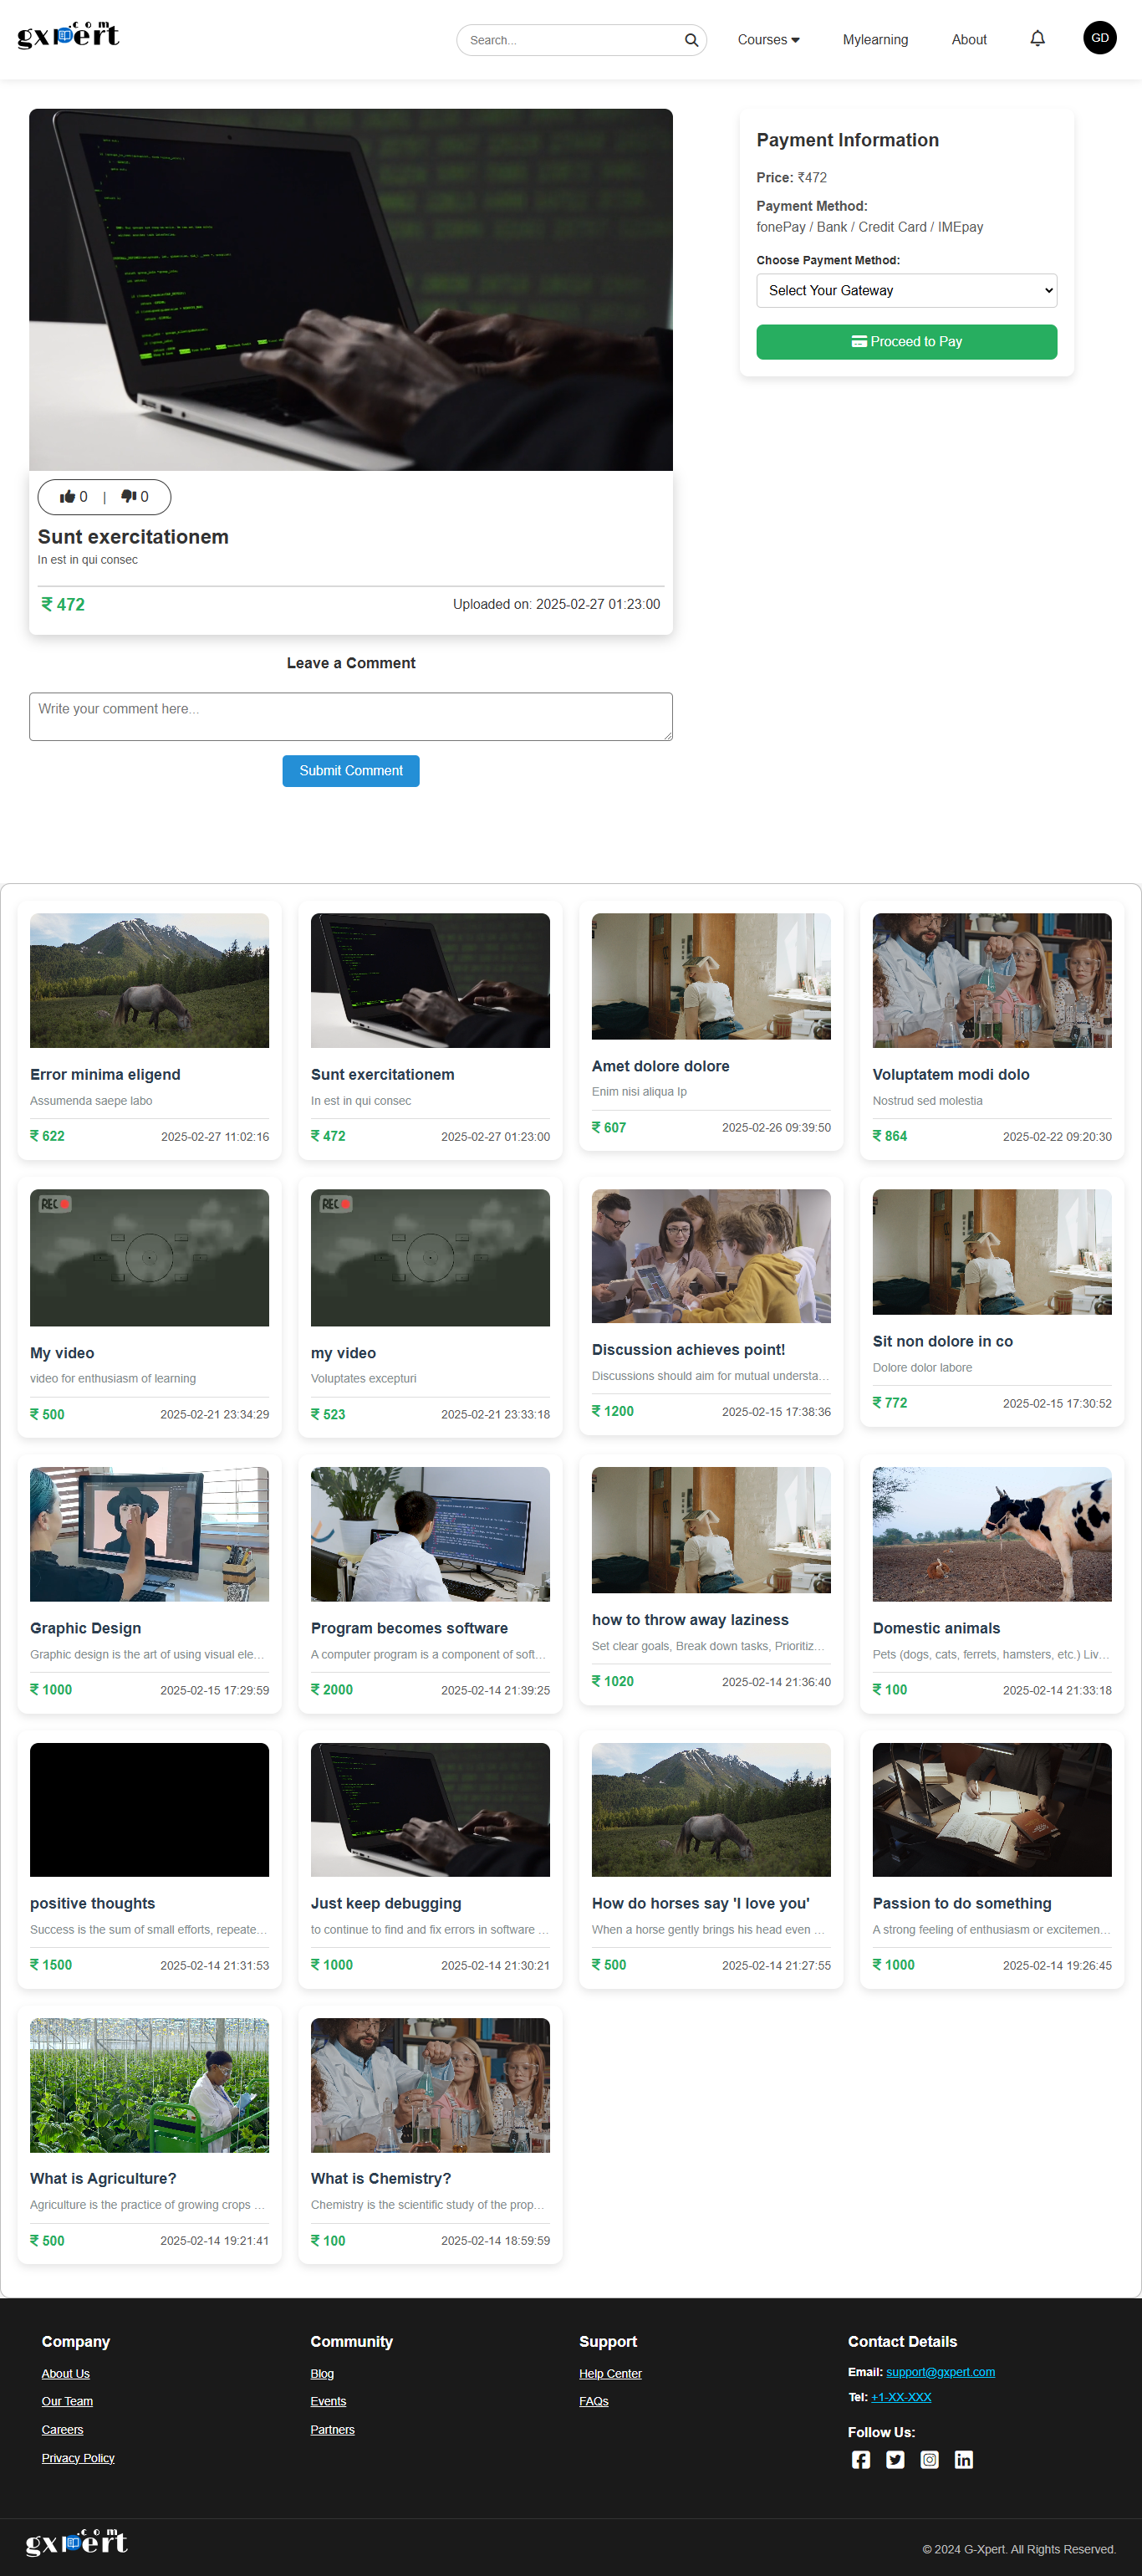 gxpert
.com
Search...
Courses
Mylearning
About
GD
Payment Information
Price: ₹472
Payment Method:
fonePay / Bank / Credit Card / IMEpay
Choose Payment Method:
Select Your Gateway
Proceed to Pay
0 | 0
Sunt exercitationem
In est in qui consec
₹ 472
Uploaded on: 2025-02-27 01:23:00
Leave a Comment
Write your comment here...
Submit Comment
Error minima eligend
Assumenda saepe labo
₹ 622
2025-02-27 11:02:16
Sunt exercitationem
In est in qui consec
₹ 472
2025-02-27 01:23:00
Amet dolore dolore
Enim nisi aliqua Ip
₹ 607
2025-02-26 09:39:50
Voluptatem modi dolo
Nostrud sed molestia
₹ 864
2025-02-22 09:20:30
REC
My video
video for enthusiasm of learning
₹ 500
2025-02-21 23:34:29
REC
my video
Voluptates excepturi
₹ 523
2025-02-21 23:33:18
Discussion achieves point!
Discussions should aim for mutual understa...
₹ 1200
2025-02-15 17:38:36
Sit non dolore in co
Dolore dolor labore
₹ 772
2025-02-15 17:30:52
Graphic Design
Graphic design is the art of using visual ele...
₹ 1000
2025-02-15 17:29:59
Program becomes software
A computer program is a component of soft...
₹ 2000
2025-02-14 21:39:25
how to throw away laziness
Set clear goals, Break down tasks, Prioritiz...
₹ 1020
2025-02-14 21:36:40
Domestic animals
Pets (dogs, cats, ferrets, hamsters, etc.) Liv...
₹ 100
2025-02-14 21:33:18
positive thoughts
Success is the sum of small efforts, repeate...
₹ 1500
2025-02-14 21:31:53
Just keep debugging
to continue to find and fix errors in software ...
₹ 1000
2025-02-14 21:30:21
How do horses say 'I love you'
When a horse gently brings his head even ...
₹ 500
2025-02-14 21:27:55
Passion to do something
A strong feeling of enthusiasm or excitemen...
₹ 1000
2025-02-14 19:26:45
What is Agriculture?
Agriculture is the practice of growing crops ...
₹ 500
2025-02-14 19:21:41
What is Chemistry?
Chemistry is the scientific study of the prop...
₹ 100
2025-02-14 18:59:59
Company
About Us
Our Team
Careers
Privacy Policy
Community
Blog
Events
Partners
Support
Help Center
FAQs
Contact Details
Email: support@gxpert.com
Tel: +1-XX-XXX
Follow Us:
gxpert
.com
© 2024 G-Xpert. All Rights Reserved.